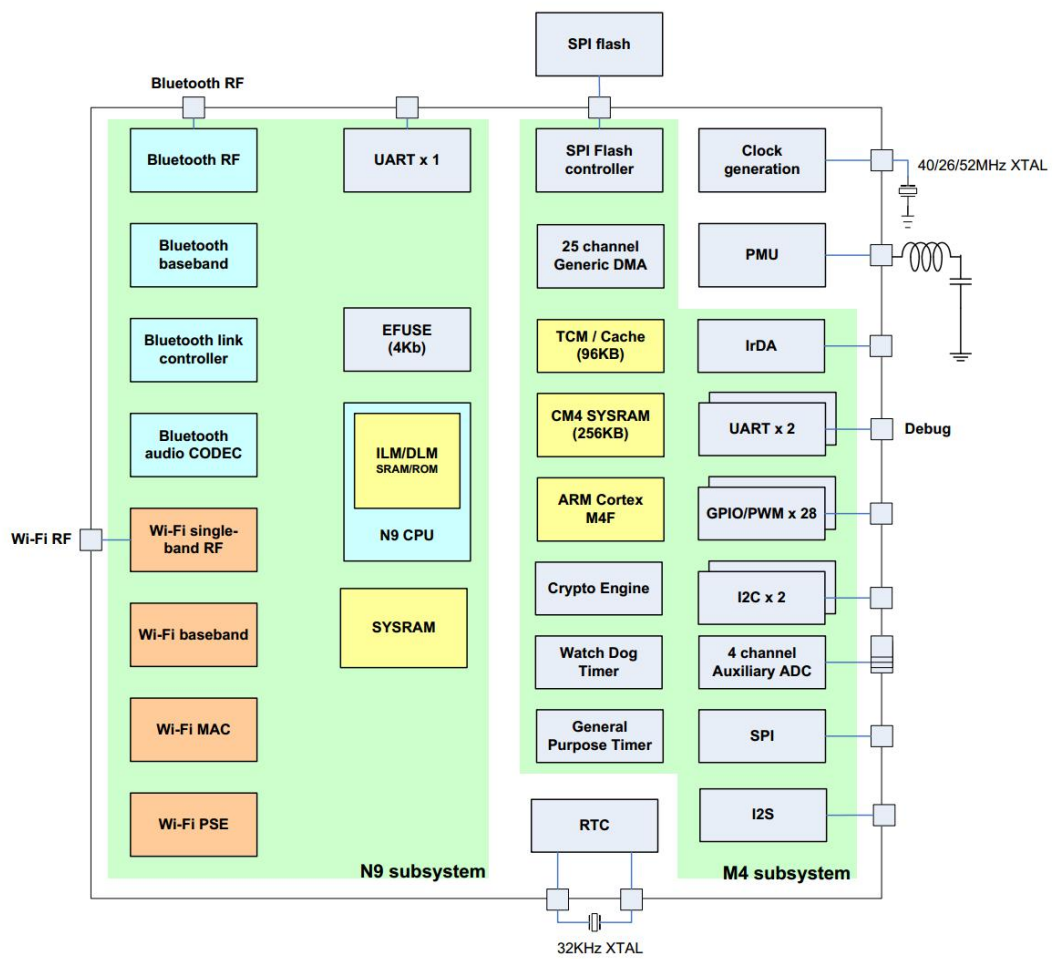 SPI flash
Bluetooth RF
Bluetooth RF
UART x 1
SPI Flash
controller
Clock
generation
40/26/52MHz XTAL
Bluetooth
baseband
25 channel
Generic DMA
PMU
Bluetooth link
controller
EFUSE
(4Kb)
TCM / Cache
(96KB)
IrDA
Bluetooth
audio CODEC
ILM/DLM
SRAM/ROM
N9 CPU
CM4 SYSRAM
(256KB)
UART x 2
Debug
Wi-Fi RF
Wi-Fi single-
band RF
ARM Cortex
M4F
GPIO/PWM x 28
Crypto Engine
I2C x 2
Wi-Fi baseband
SYSRAM
Watch Dog
Timer
4 channel
Auxiliary ADC
Wi-Fi MAC
General
Purpose Timer
SPI
Wi-Fi PSE
RTC
I2S
N9 subsystem
M4 subsystem
32KHz XTAL